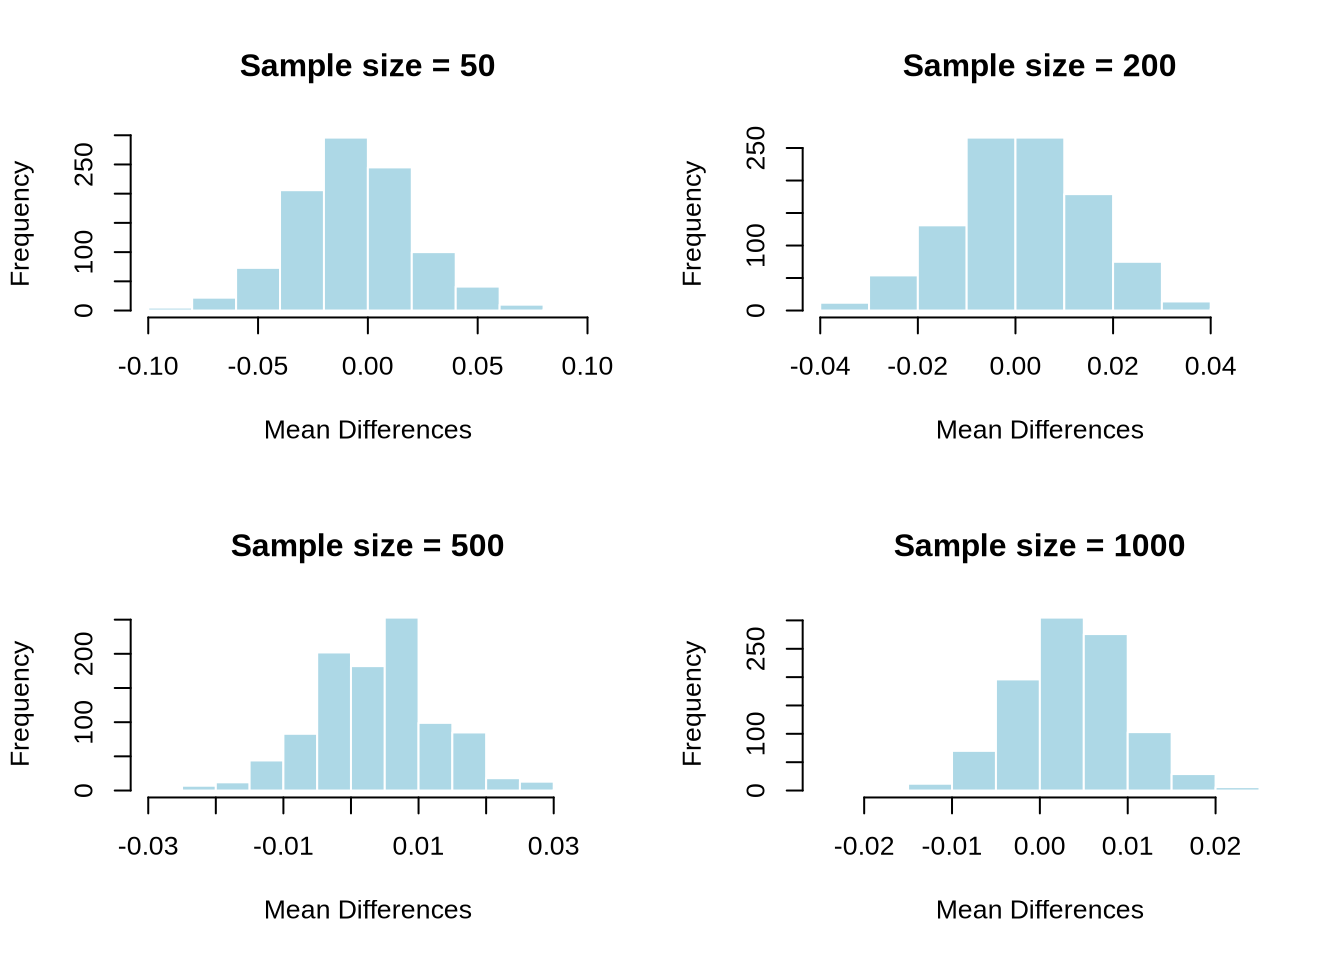 Sample size = 50
Frequency
0 100 250
-0.10 -0.05 0.00 0.05 0.10
Mean Differences
Sample size = 200
Frequency
0 100 250
-0.04 -0.02 0.00 0.02 0.04
Mean Differences
Sample size = 500
Frequency
0 100 200
-0.03 -0.01 0.01 0.03
Mean Differences
Sample size = 1000
Frequency
0 100 250
-0.02 -0.01 0.00 0.01 0.02
Mean Differences